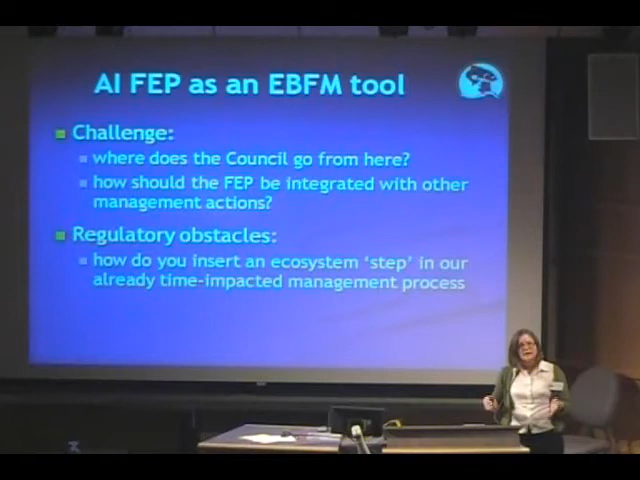 AI FEP as an EBFM tool
Challenge:
where does the Council go from here?
how should the FEP be integrated with other
management actions?
Regulatory obstacles:
how do you insert an ecosystem ‘step’ in our
already time-impacted management process